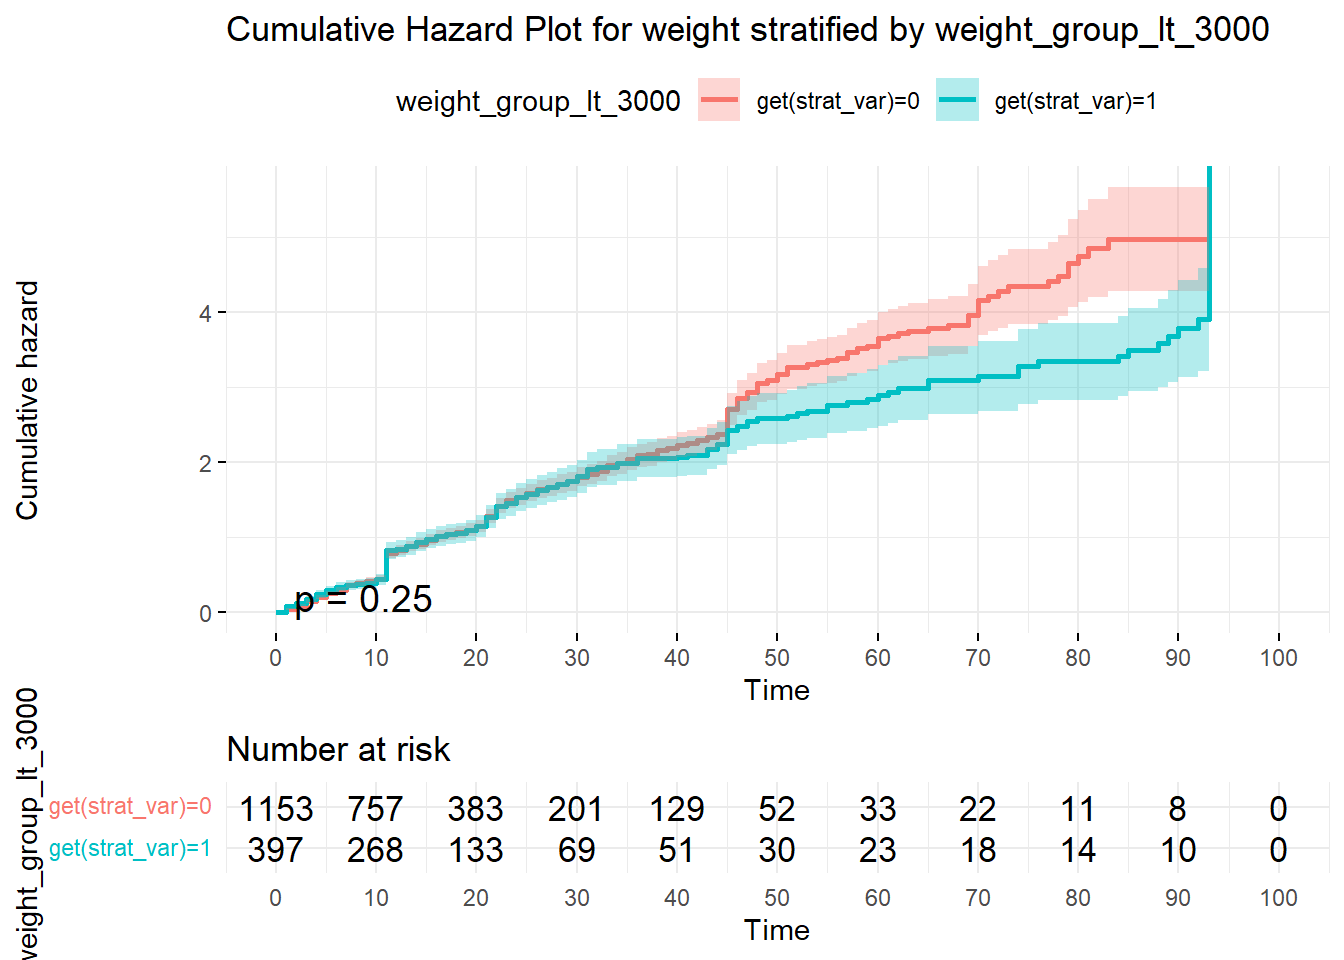 Cumulative Hazard Plot for weight stratified by weight_group_lt_3000
weight_group_lt_3000 get(strat_var)=0 get(strat_var)=1
Cumulative hazard
4
2
0
p = 0.25
0 10 20 30 40 50 60 70 80 90 100
Time
Number at risk
weight_group_lt_3000
get(strat_var)=0 1153 757 383 201 129 52 33 22 11 8 0
get(strat_var)=1 397 268 133 69 51 30 23 18 14 10 0
0 10 20 30 40 50 60 70 80 90 100
Time